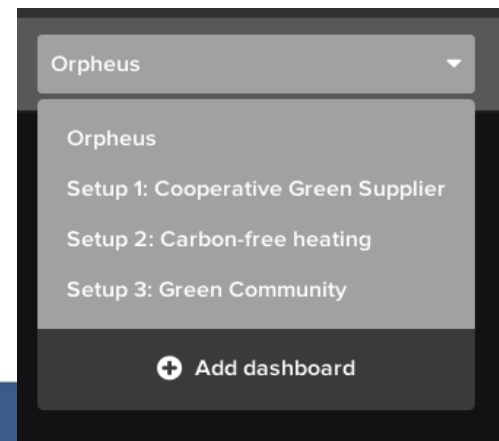 Orpheus
Orpheus
Setup 1: Cooperative Green Supplier
Setup 2: Carbon-free heating
Setup 3: Green Community
Add dashboard